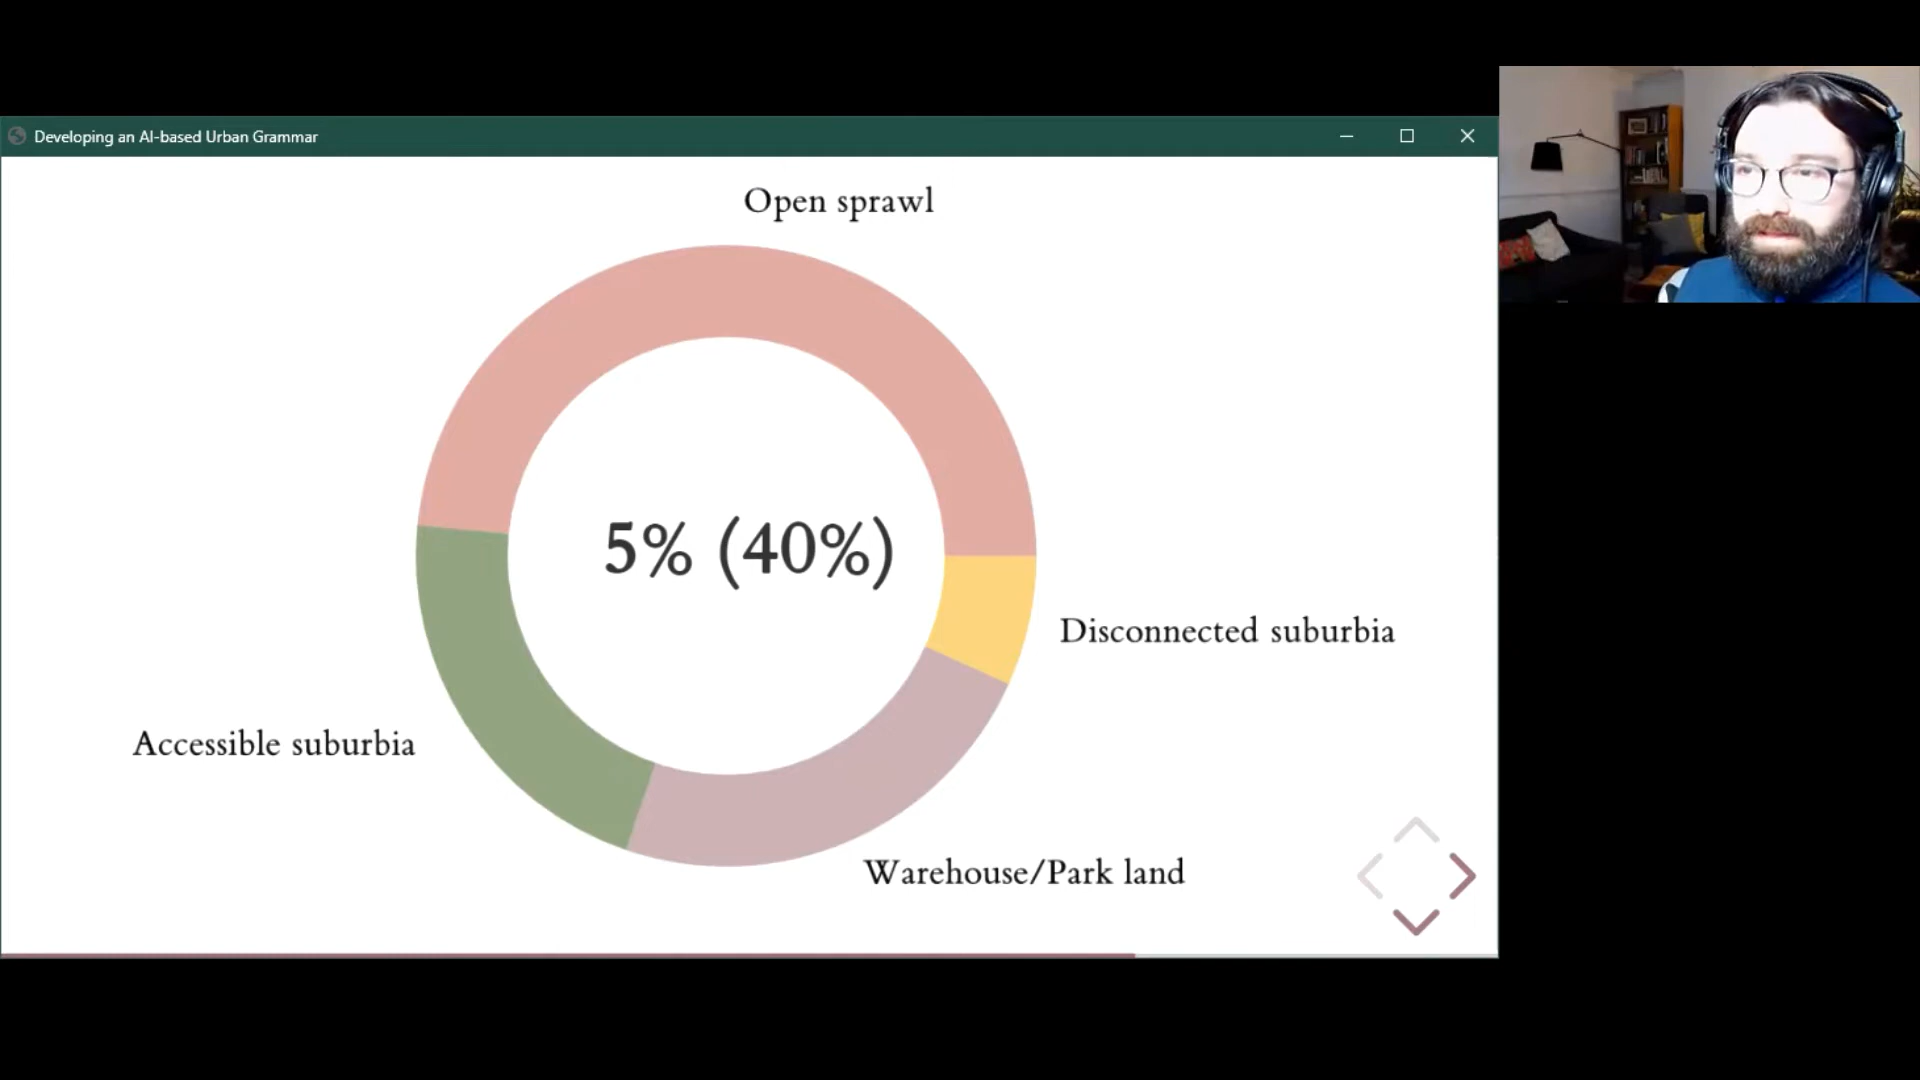 Developing an AI-based Urban Grammar
Open sprawl
5% (40%)
Disconnected suburbia
Accessible suburbia
Warehouse/Park land